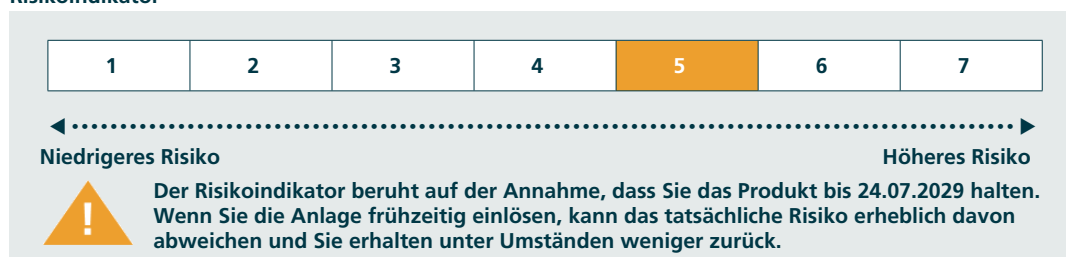 Risikoindikator
1 2 3 4 5 6 7
Niedrigeres Risiko Höheres Risiko
! Der Risikoindikator beruht auf der Annahme, dass Sie das Produkt bis 24.07.2029 halten.
Wenn Sie die Anlage frühzeitig einlösen, kann das tatsächliche Risiko erheblich davon
abweichen und Sie erhalten unter Umständen weniger zurück.